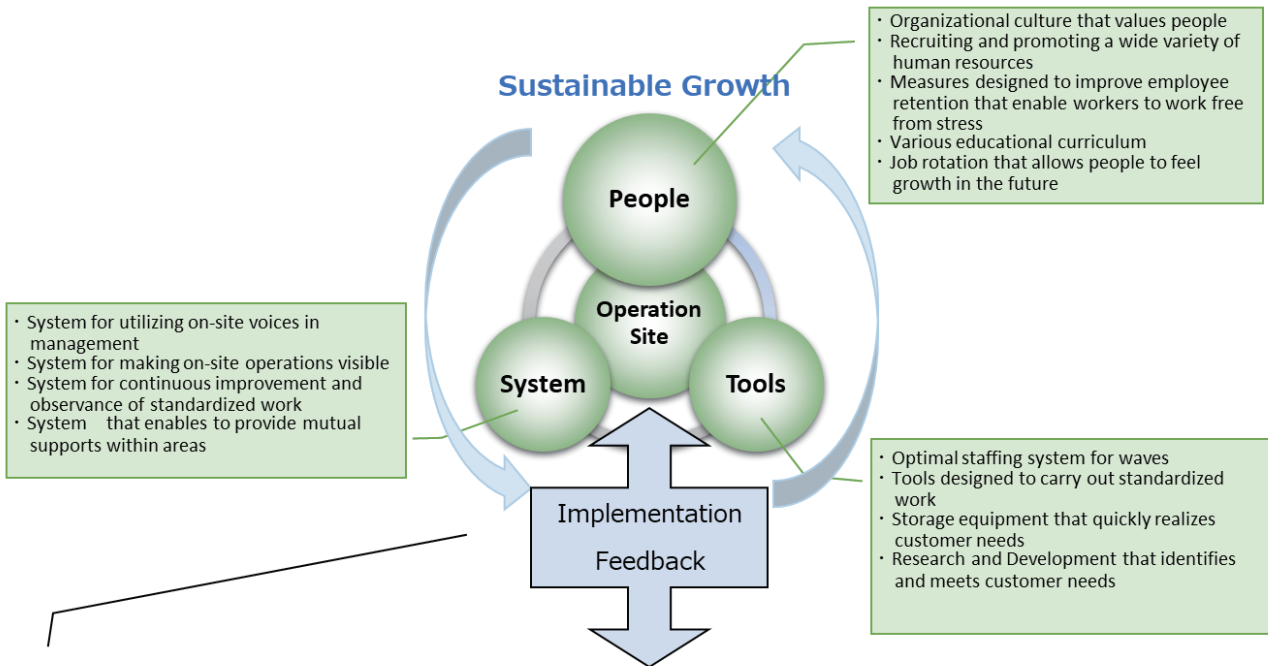 Sustainable Growth
・Organizational culture that values people
・Recruiting and promoting a wide variety of
human resources
・Measures designed to improve employee
retention that enable workers to work free
from stress
・Various educational curriculum
・Job rotation that allows people to feel
growth in the future
People
Operation
Site
System
Tools
・System for utilizing on-site voices in
management
・System for making on-site operations visible
・System for continuous improvement and
observance of standardized work
・System　that enables to provide mutual
supports within areas
・Optimal staffing system for waves
・Tools designed to carry out standardized
work
・Storage equipment that quickly realizes
customer needs
・Research and Development that identifies
and meets customer needs
Implementation
Feedback